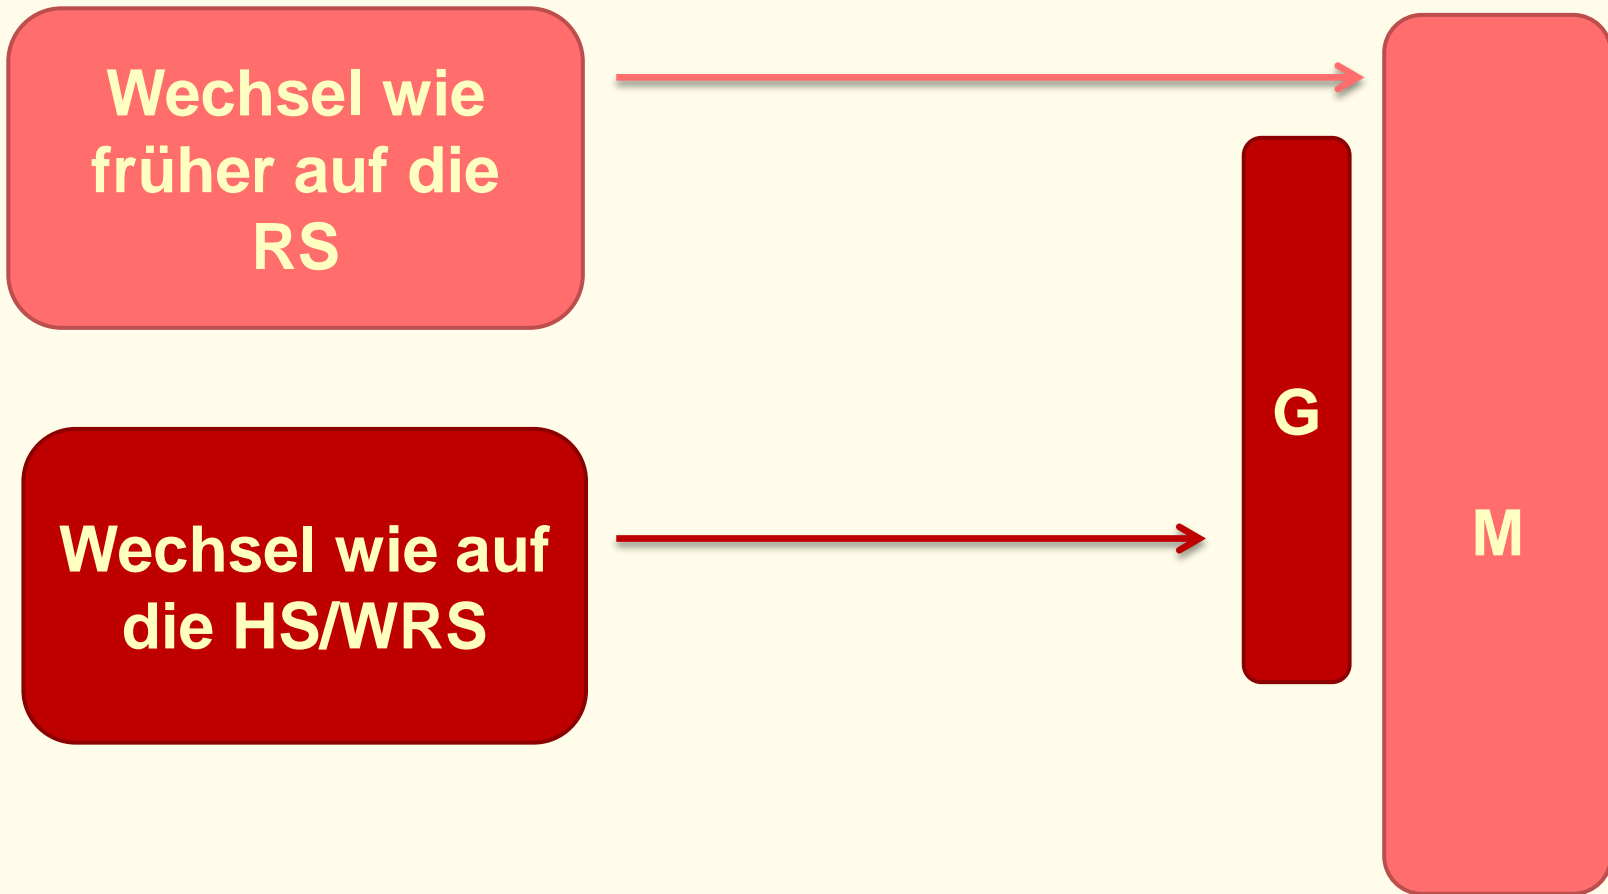 Wechsel wie
früher auf die
RS
G
Wechsel wie auf
die HS/WRS
M